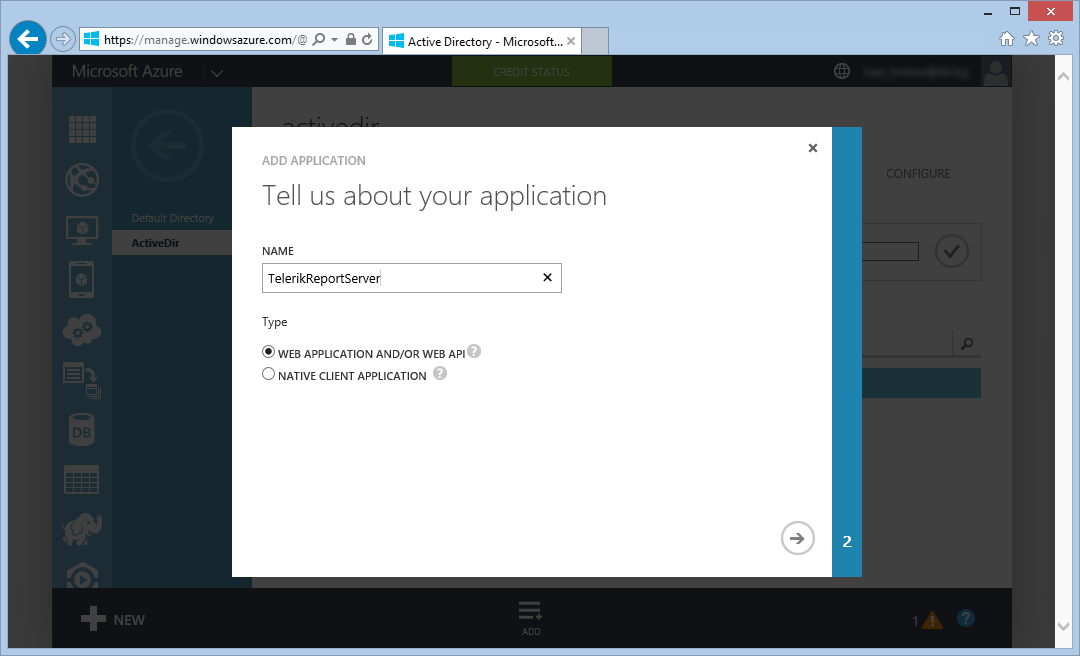 https://manage.windowsazure.com/@
Active Directory - Microsoft...
Microsoft Azure
CREDIT STATUS
activedir
CONFIGURE
Default Directory
ActiveDir
ADD APPLICATION
Tell us about your application
NAME
TelerikReportServer
Type
WEB APPLICATION AND/OR WEB API ?
NATIVE CLIENT APPLICATION ?
DB
2
NEW
ADD
1 ! ?